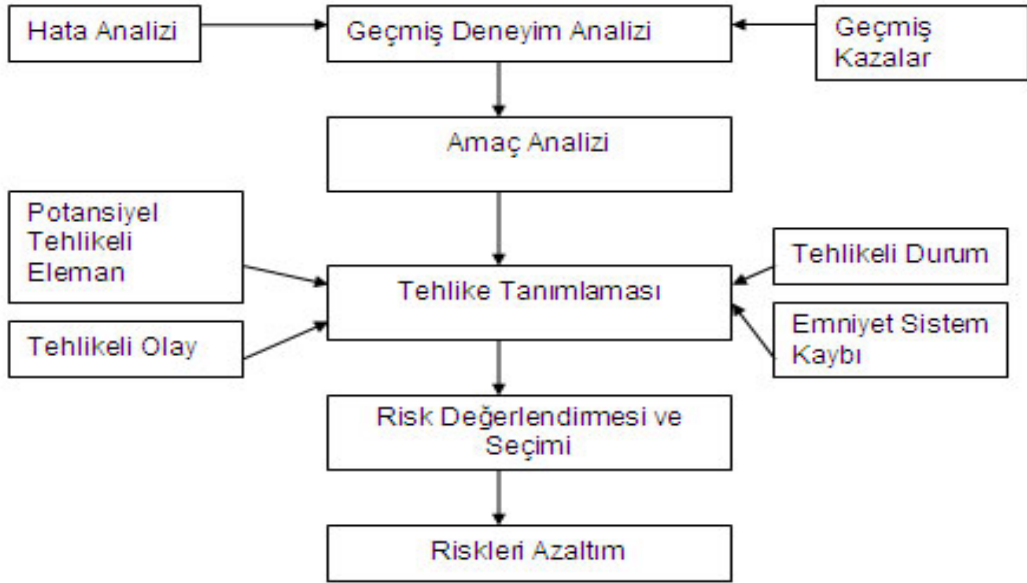 Hata Analizi
Geçmiş Deneyim Analizi
Geçmiş
Kazalar
Amaç Analizi
Potansiyel
Tehlikeli
Eleman
Tehlikeli Durum
Tehlike Tanımlaması
Tehlikeli Olay
Emniyet Sistem
Kaybı
Risk Değerlendirmesi ve
Seçimi
Riskleri Azaltım